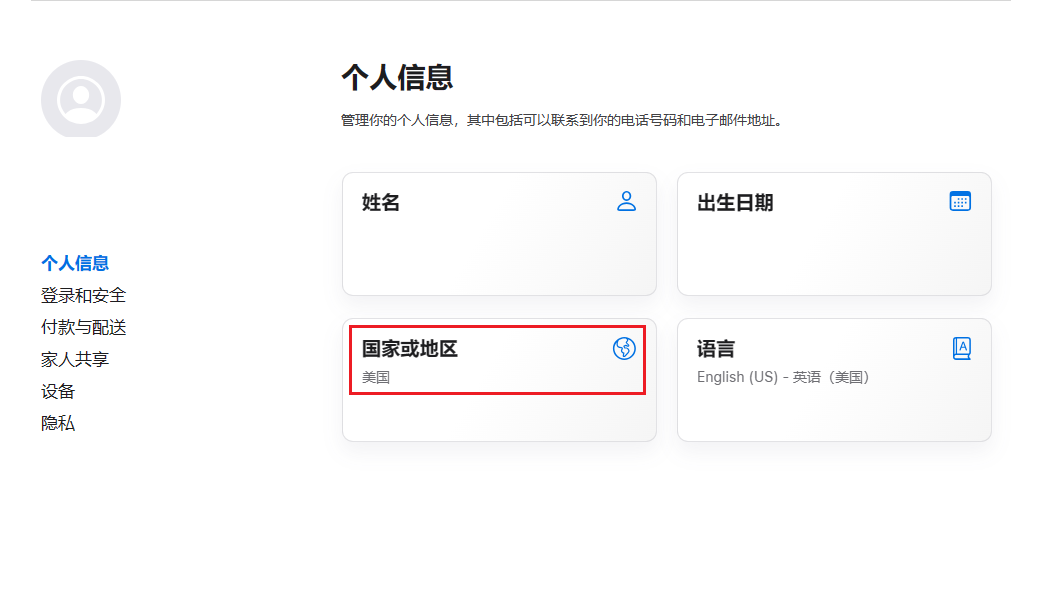 个人信息
管理你的个人信息，其中包括可以联系到你的电话号码和电子邮件地址。
姓名
出生日期
个人信息
登录和安全
付款与配送
家人共享
设备
隐私
国家或地区
美国
语言
A
English (US) - 英语（美国）